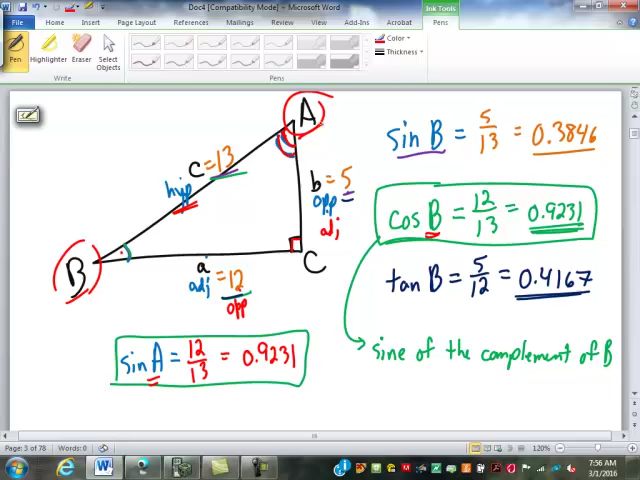 Doc4 [Compatibility Mode] - Microsoft Word
Ink Tools
File Home Insert Page Layout References Mailings Review View Acrobat Pens
Pen Highlighter Eraser Select Objects
Color
Thickness
Write Pens
A
c = 13
hyp
b = 5
opp
adj
B
C
a = 12
adj
opp
sin A = 12/13 = 0.9231
sin B = 5/13 = 0.3846
cos B = 12/13 = 0.9231
tan B = 5/12 = 0.4167
sine of the complement of B
Page: 3 of 78 Words: 0 120%
7:56 AM
3/1/2016